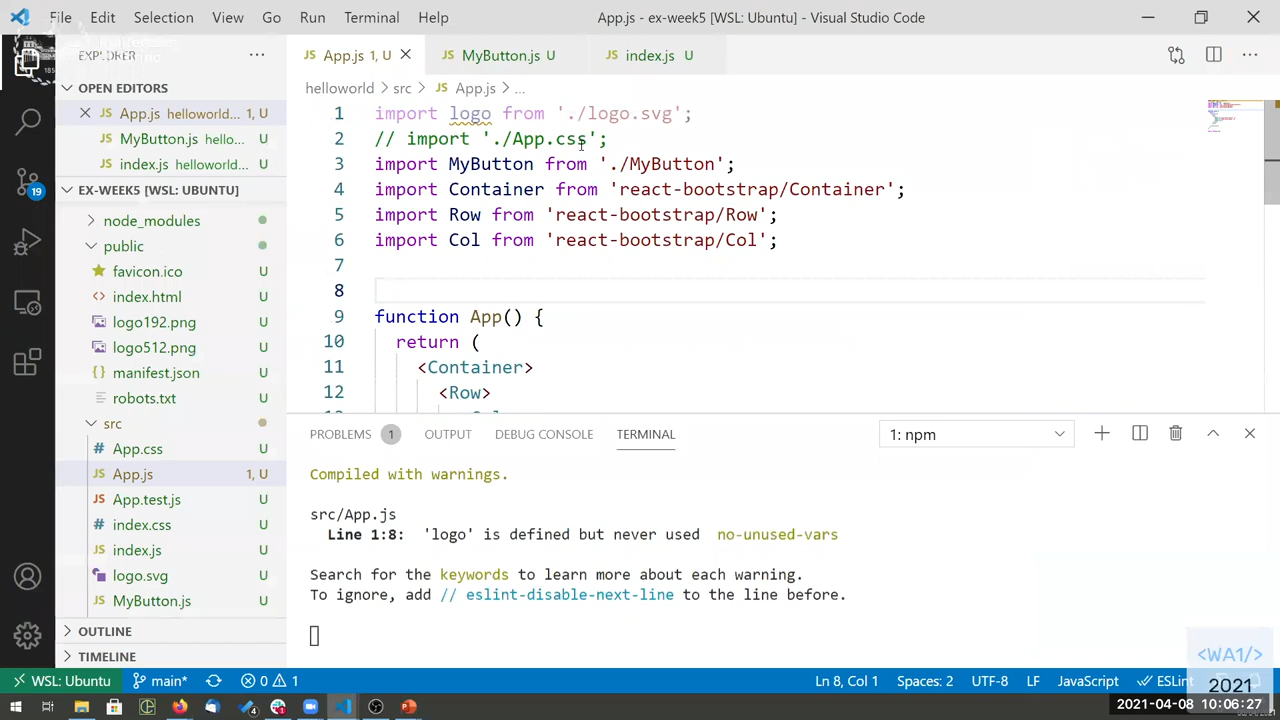 File Edit Selection View Go Run Terminal Help App.js - ex-week5 [WSL: Ubuntu] - Visual Studio Code
EXPLORER
App.js 1, U
MyButton.js U
index.js U
OPEN EDITORS
helloworld > src > App.js > ...
App.js helloworld... 1, U
MyButton.js hello... U
index.js hellowor... U
EX-WEEK5 [WSL: UBUNTU]
node_modules
public
favicon.ico U
index.html U
logo192.png U
logo512.png U
manifest.json U
robots.txt U
src
App.css U
App.js 1, U
App.test.js U
index.css U
index.js U
logo.svg U
MyButton.js U
OUTLINE
TIMELINE
19
1 import logo from './logo.svg';
2 // import './App.css';
3 import MyButton from './MyButton';
4 import Container from 'react-bootstrap/Container';
5 import Row from 'react-bootstrap/Row';
6 import Col from 'react-bootstrap/Col';
7
8
9 function App() {
10 return (
11 <Container>
12 <Row>
PROBLEMS 1 OUTPUT DEBUG CONSOLE TERMINAL 1: npm
Compiled with warnings.
src/App.js
Line 1:8: 'logo' is defined but never used no-unused-vars
Search for the keywords to learn more about each warning.
To ignore, add // eslint-disable-next-line to the line before.
<WA1/>
2021
WSL: Ubuntu main* 0 1 Ln 8, Col 1 Spaces: 2 UTF-8 LF JavaScript ESLint
2021-04-08 10:06:27